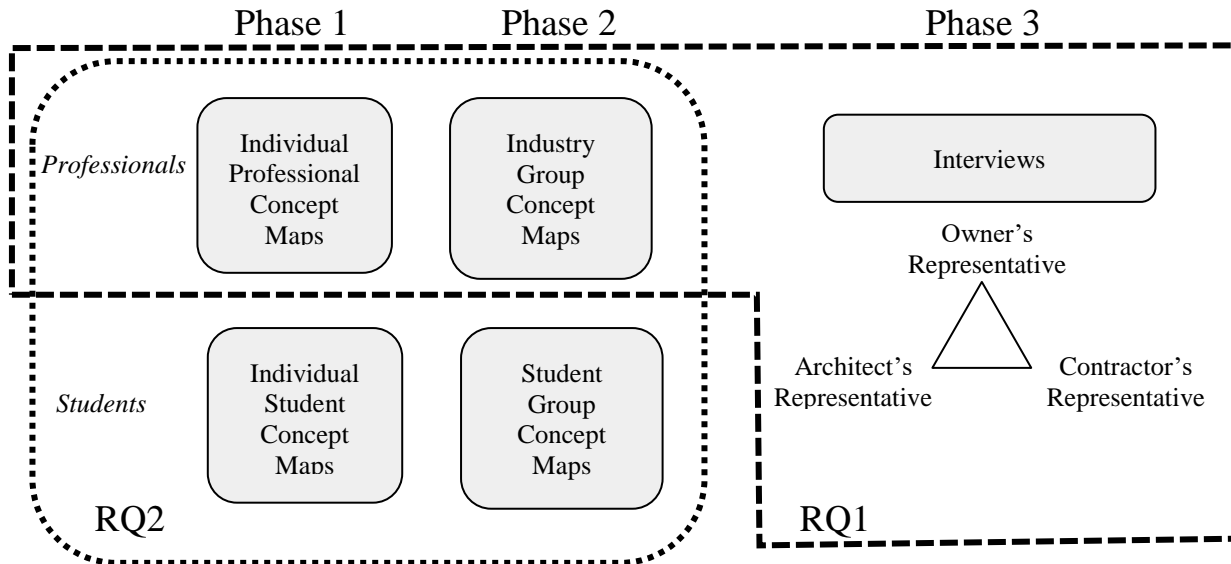 Phase 1
Phase 2
Phase 3
Professionals
Individual
Professional
Concept
Maps
Industry
Group
Concept
Maps
Interviews
Owner's
Representative
Architect's
Representative
Contractor's
Representative
Students
Individual
Student
Concept
Maps
Student
Group
Concept
Maps
RQ2
RQ1